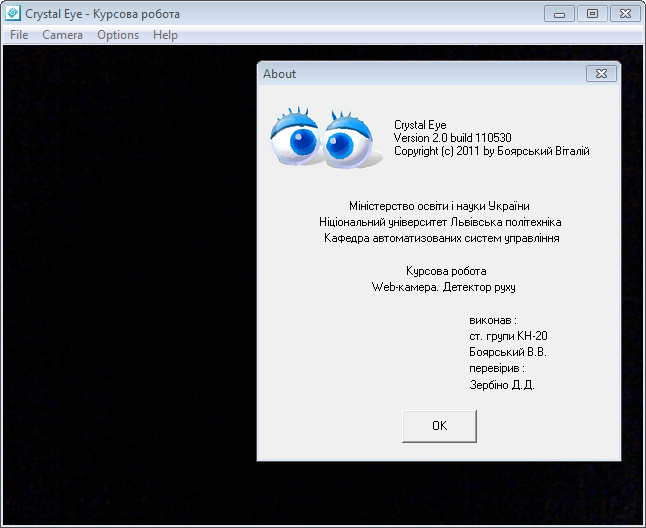 Crystal Eye - Курсова робота
File Camera Options Help
About
Crystal Eye
Version 2.0 build 110530
Copyright (c) 2011 by Боярський Віталій
Міністерство освіти і науки України
Ніціональний університет Львівська політехніка
Кафедра автоматизованих систем управління
Курсова робота
Web-камера. Детектор руху
виконав :
ст. групи КН-20
Боярський В.В.
перевірив :
Зербіно Д.Д.
OK